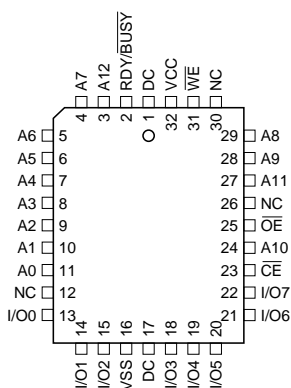 A7
A12
RDY/BUSY
DC
VCC
WE
NC
4
3
2
1
32
31
30
A6 5
A5 6
A4 7
A3 8
A2 9
A1 10
A0 11
NC 12
I/O0 13
29 A8
28 A9
27 A11
26 NC
25 OE
24 A10
23 CE
22 I/O7
21 I/O6
14
15
16
17
18
19
20
I/O1
I/O2
VSS
DC
I/O3
I/O4
I/O5